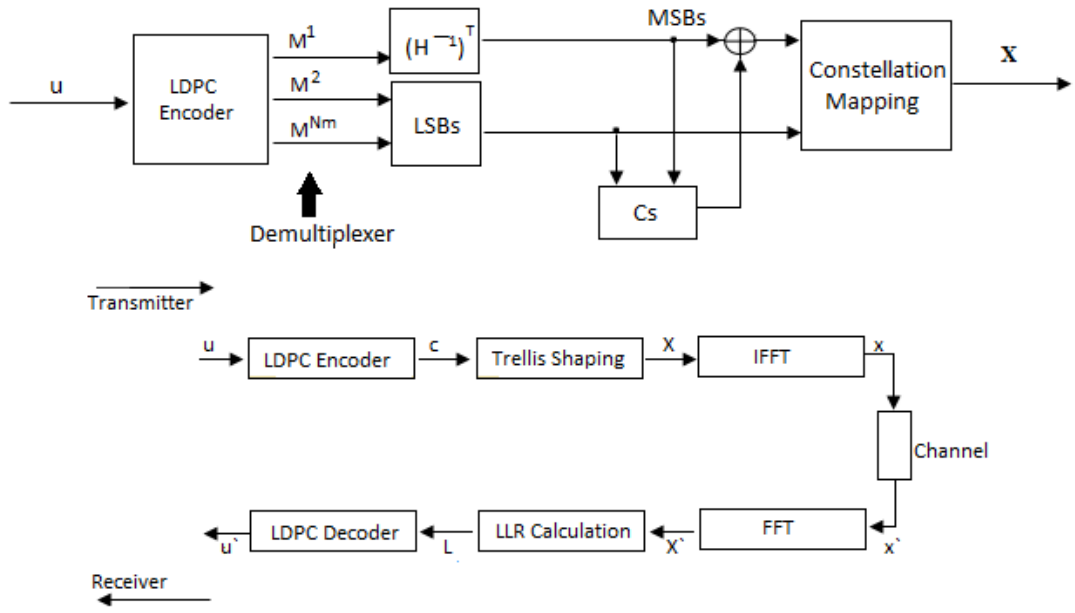 MSBs
u
LDPC
Encoder
M^1
M^2
M^Nm
(H^—1)^T
LSBs
Cs
Constellation
Mapping
X
Demultiplexer
Transmitter
u
LDPC Encoder
c
Trellis Shaping
X
IFFT
x
Channel
u`
LDPC Decoder
L
LLR Calculation
X`
FFT
x`
Receiver